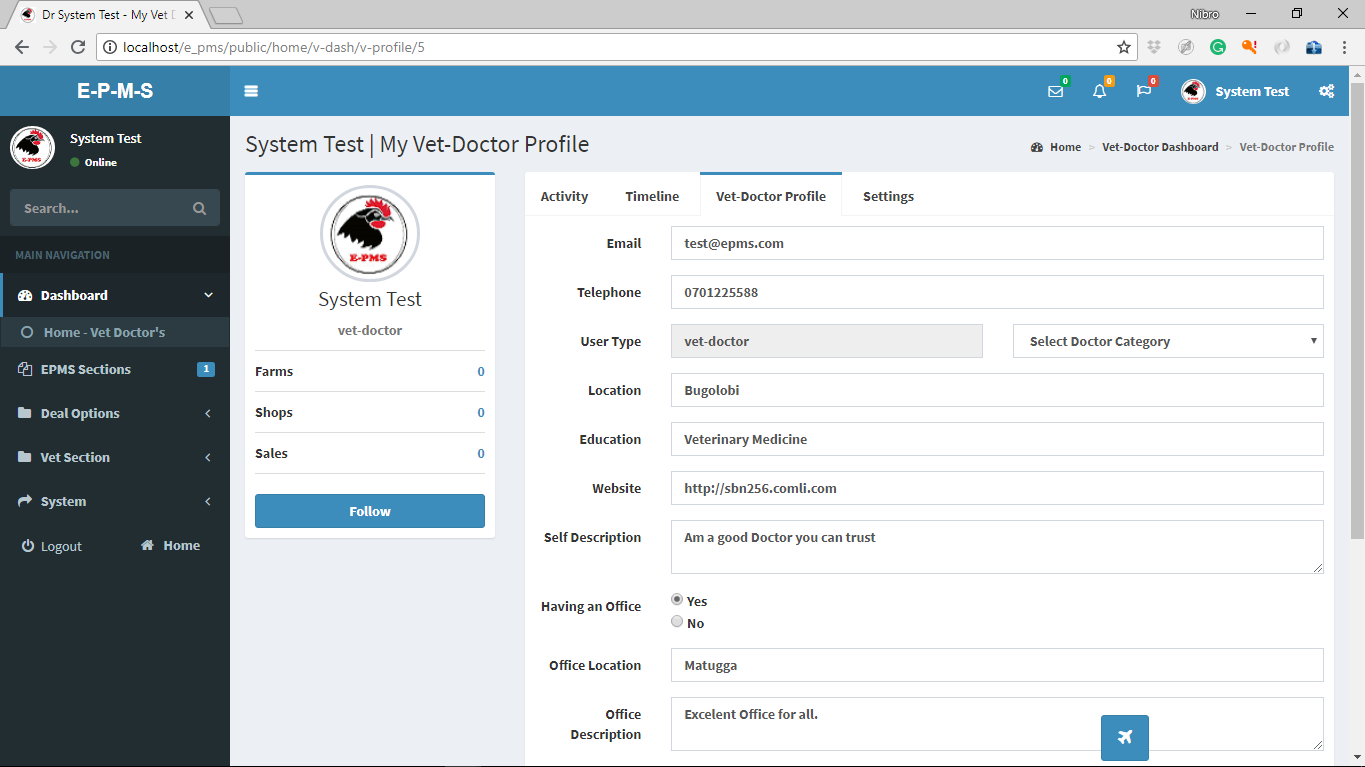 Dr System Test - My Vet D
Nibro
localhost/e_pms/public/home/v-dash/v-profile/5
E-P-M-S
0
0
0
System Test
System Test
Online
System Test | My Vet-Doctor Profile
Home > Vet-Doctor Dashboard > Vet-Doctor Profile
Search...
MAIN NAVIGATION
Dashboard
Home - Vet Doctor's
EPMS Sections 1
Deal Options
Vet Section
System
Logout Home
E-PMS
System Test
vet-doctor
Farms 0
Shops 0
Sales 0
Follow
Activity Timeline Vet-Doctor Profile Settings
Email test@epms.com
Telephone 0701225588
User Type vet-doctor Select Doctor Category
Location Bugolobi
Education Veterinary Medicine
Website http://sbn256.comli.com
Self Description Am a good Doctor you can trust
Having an Office Yes
No
Office Location Matugga
Office Description Excelent Office for all.